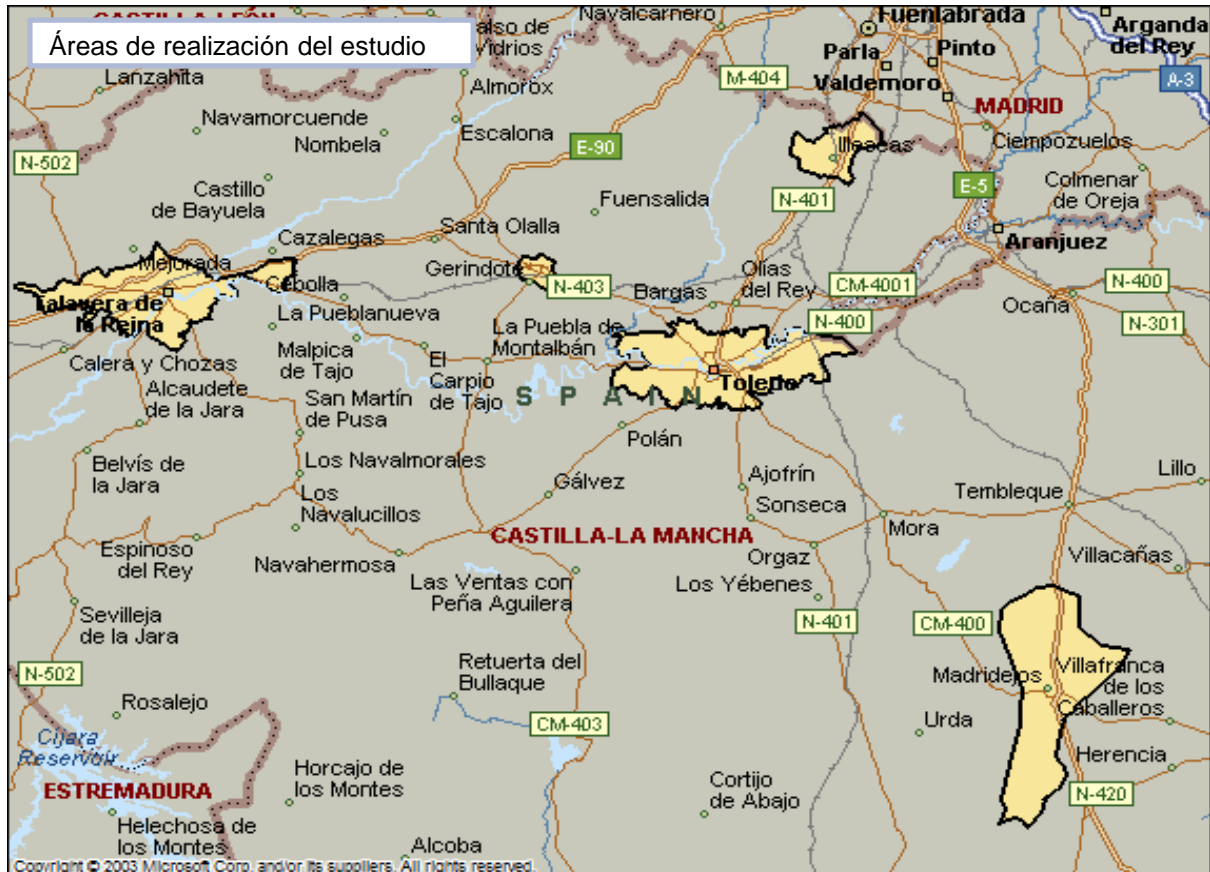 Áreas de realización del estudio
CASTILLA-LEÓN
Navalcarnero
Fuenlabrada
Arganda
del Rey
also de
Vidrios
Parla
Pinto
Lanzahita
Almorox
M-404
Valdemoro
A-3
MADRID
Navamorcuende
Nombela
Escalona
E-90
Illescas
Ciempozuelos
N-502
Castillo
de Bayuela
Fuensalida
N-401
E-5
Colmenar
de Oreja
Santa Olalla
Cazalegas
Aranjuez
Mejorada
Gerindote
Olias
del Rey
Cebolla
N-403
Bargas
CM-4001
N-400
Ocaña
Talavera de
la Reina
La Pueblanueva
La Puebla de
Montalbán
N-400
N-301
Calera y Chozas
Malpica
de Tajo
El
Carpio
de Tajo
Toledo
Alcaudete
de la Jara
San Martín
de Pusa
SPAIN
Polán
Belvís de
la Jara
Los Navalmorales
Gálvez
Ajofrín
Lillo
Los
Navalucillos
Sonseca
Tembleque
CASTILLA-LA MANCHA
Mora
Espinoso
del Rey
Navahermosa
Orgaz
Villacañas
Las Ventas con
Peña Aguilera
Los Yébenes
Sevilleja
de la Jara
N-401
CM-400
N-502
Retuerta del
Bullaque
Madridejos
Villafranca
de los
Caballeros
Rosalejo
CM-403
Urda
Cijara
Reservoir
Herencia
Horcajo de
los Montes
Cortijo
de Abajo
N-420
ESTREMADURA
Helechosa de
los Montes
Alcoba
Copyright © 2003 Microsoft Corp. and/or its suppliers. All rights reserved.